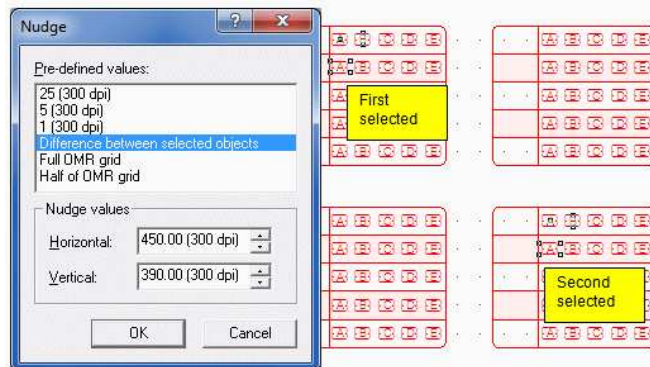 Nudge
Pre-defined values:
25 (300 dpi)
5 (300 dpi)
1 (300 dpi)
Difference between selected objects
Full OMR grid
Half of OMR grid
Nudge values
Horizontal: 450.00 (300 dpi)
Vertical: 390.00 (300 dpi)
OK Cancel
A B C D E A B C D E
A B C D E A B C D E
A First selected A B C D E
A A B C D E
A B C D E A B C D E
A B C D E A B C D E
A B C D E A B C D E
A B C D E A Second selected
A B C D E A
A B C D E A B C D E